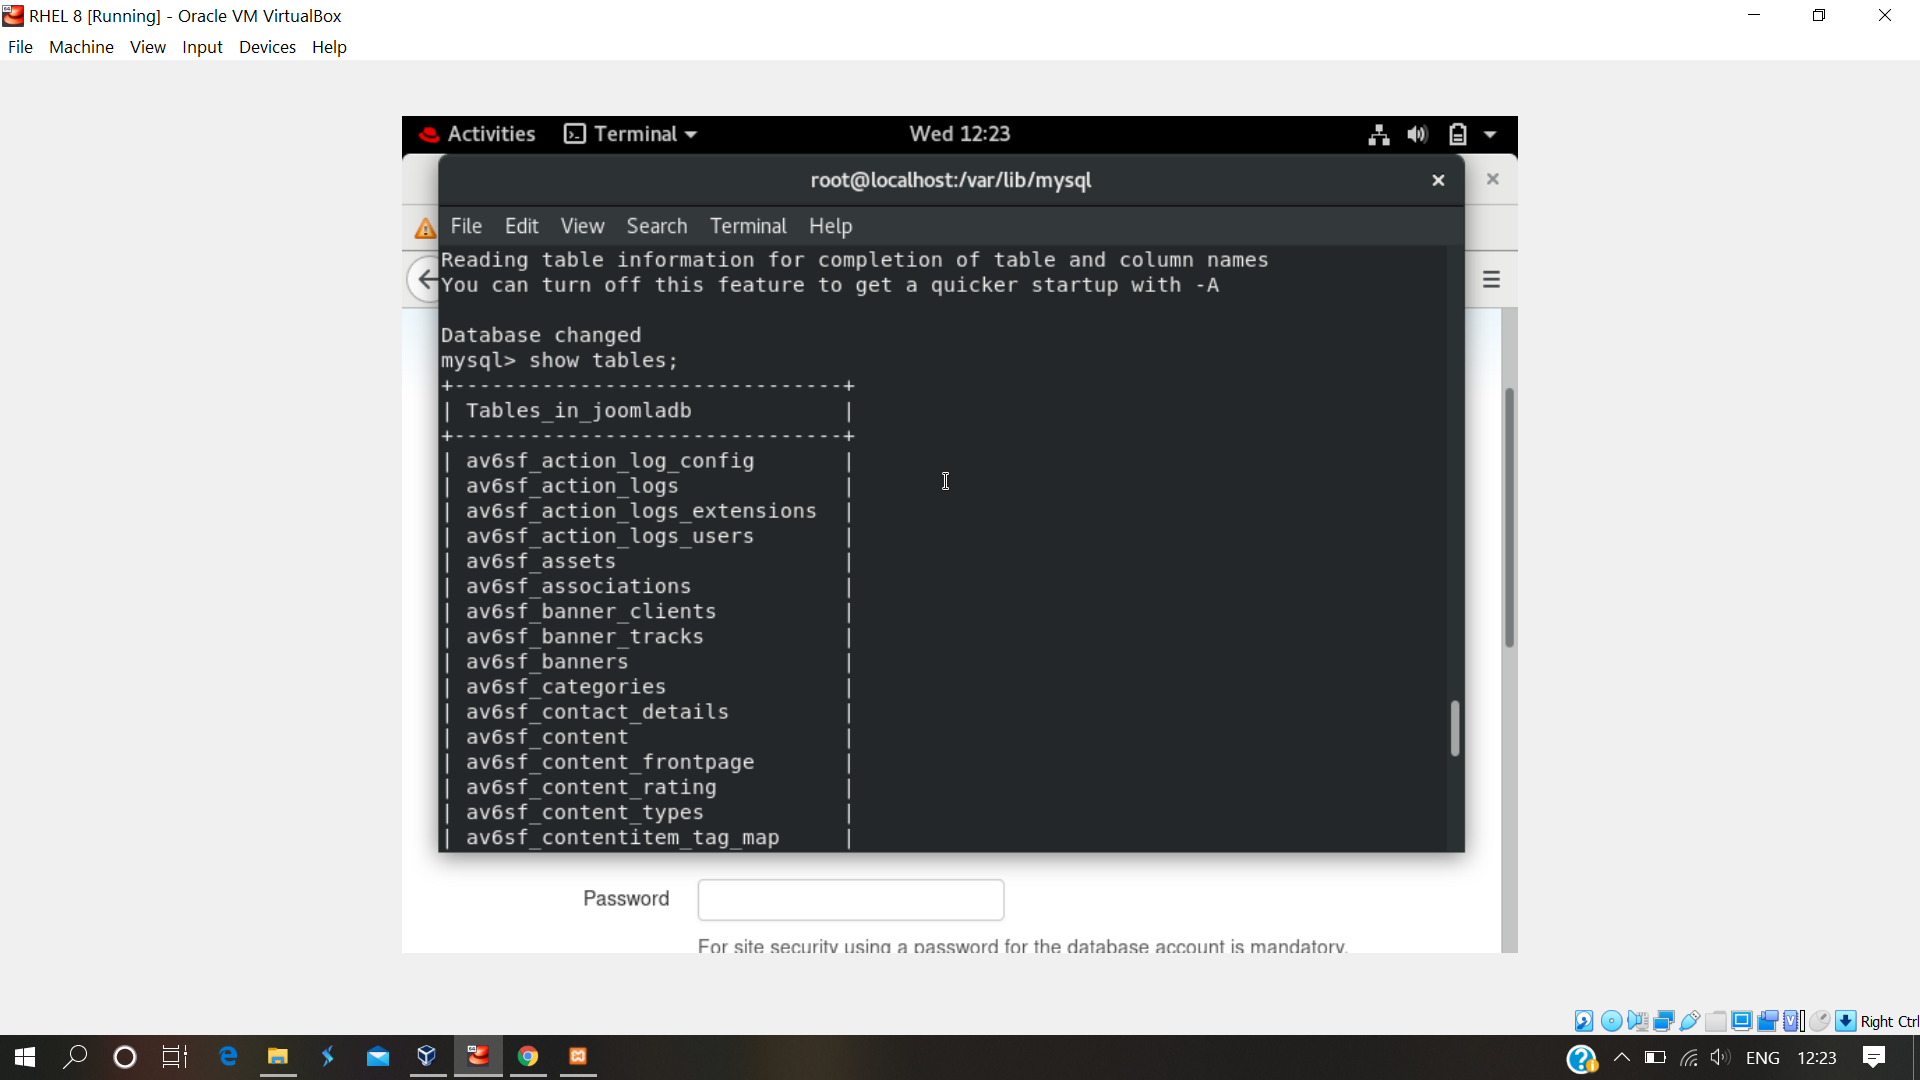 RHEL 8 [Running] - Oracle VM VirtualBox
File Machine View Input Devices Help
Activities Terminal Wed 12:23
root@localhost:/var/lib/mysql
File Edit View Search Terminal Help
Reading table information for completion of table and column names
You can turn off this feature to get a quicker startup with -A
Database changed
mysql> show tables;
+-------------------------------+
| Tables_in_joomladb |
+-------------------------------+
| av6sf_action_log_config |
| av6sf_action_logs |
| av6sf_action_logs_extensions |
| av6sf_action_logs_users |
| av6sf_assets |
| av6sf_associations |
| av6sf_banner_clients |
| av6sf_banner_tracks |
| av6sf_banners |
| av6sf_categories |
| av6sf_contact_details |
| av6sf_content |
| av6sf_content_frontpage |
| av6sf_content_rating |
| av6sf_content_types |
| av6sf_contentitem_tag_map |
Password
For site security using a password for the database account is mandatory.
Right Ctrl
ENG 12:23